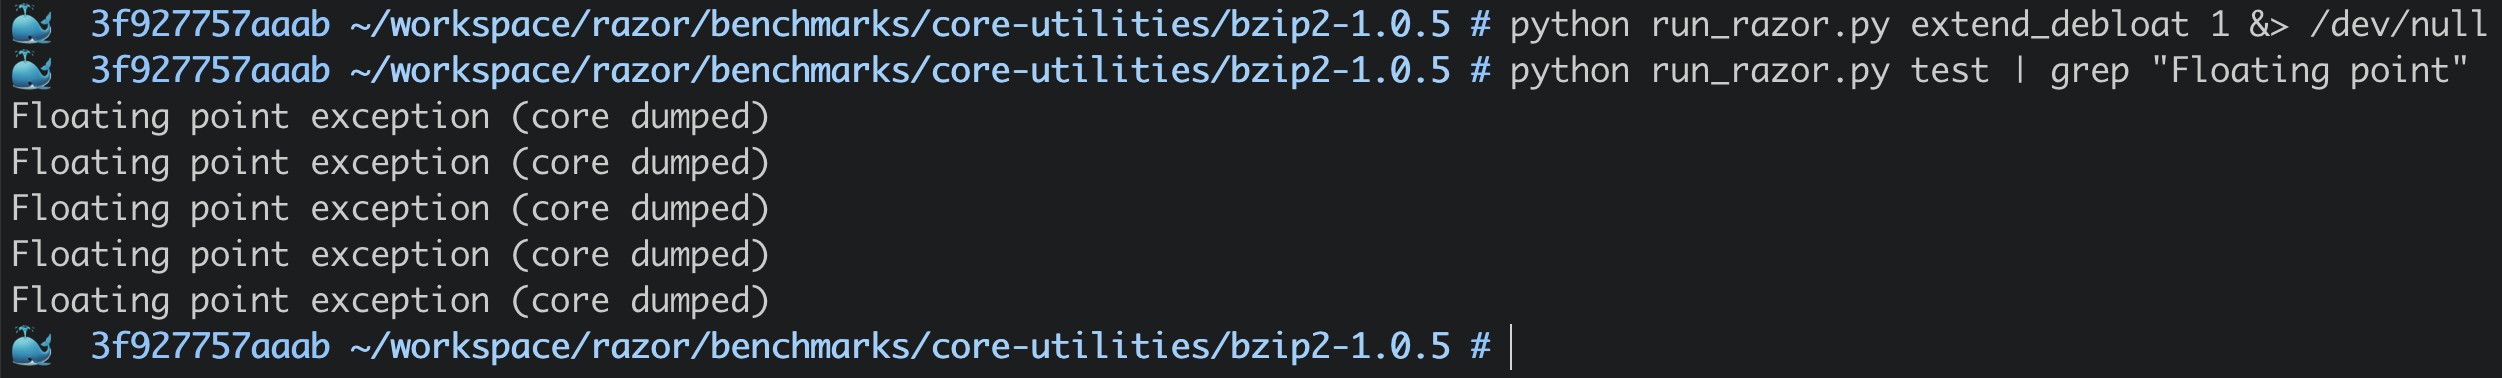 3f927757aaab ~/workspace/razor/benchmarks/core-utilities/bzip2-1.0.5 # python run_razor.py extend_debloat 1 &> /dev/null
3f927757aaab ~/workspace/razor/benchmarks/core-utilities/bzip2-1.0.5 # python run_razor.py test | grep "Floating point"
Floating point exception (core dumped)
Floating point exception (core dumped)
Floating point exception (core dumped)
Floating point exception (core dumped)
Floating point exception (core dumped)
3f927757aaab ~/workspace/razor/benchmarks/core-utilities/bzip2-1.0.5 #